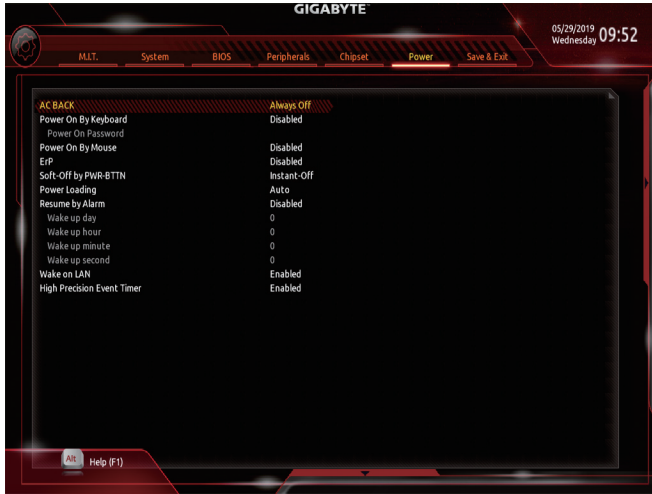 GIGABYTE™
05/29/2019
Wednesday 09:52
M.I.T. System BIOS Peripherals Chipset Power Save & Exit
AC BACK Always Off
Power On By Keyboard Disabled
Power On Password
Power On By Mouse Disabled
ErP Disabled
Soft-Off by PWR-BTTN Instant-Off
Power Loading Auto
Resume by Alarm Disabled
Wake up day 0
Wake up hour 0
Wake up minute 0
Wake up second 0
Wake on LAN Enabled
High Precision Event Timer Enabled
Alt Help (F1)